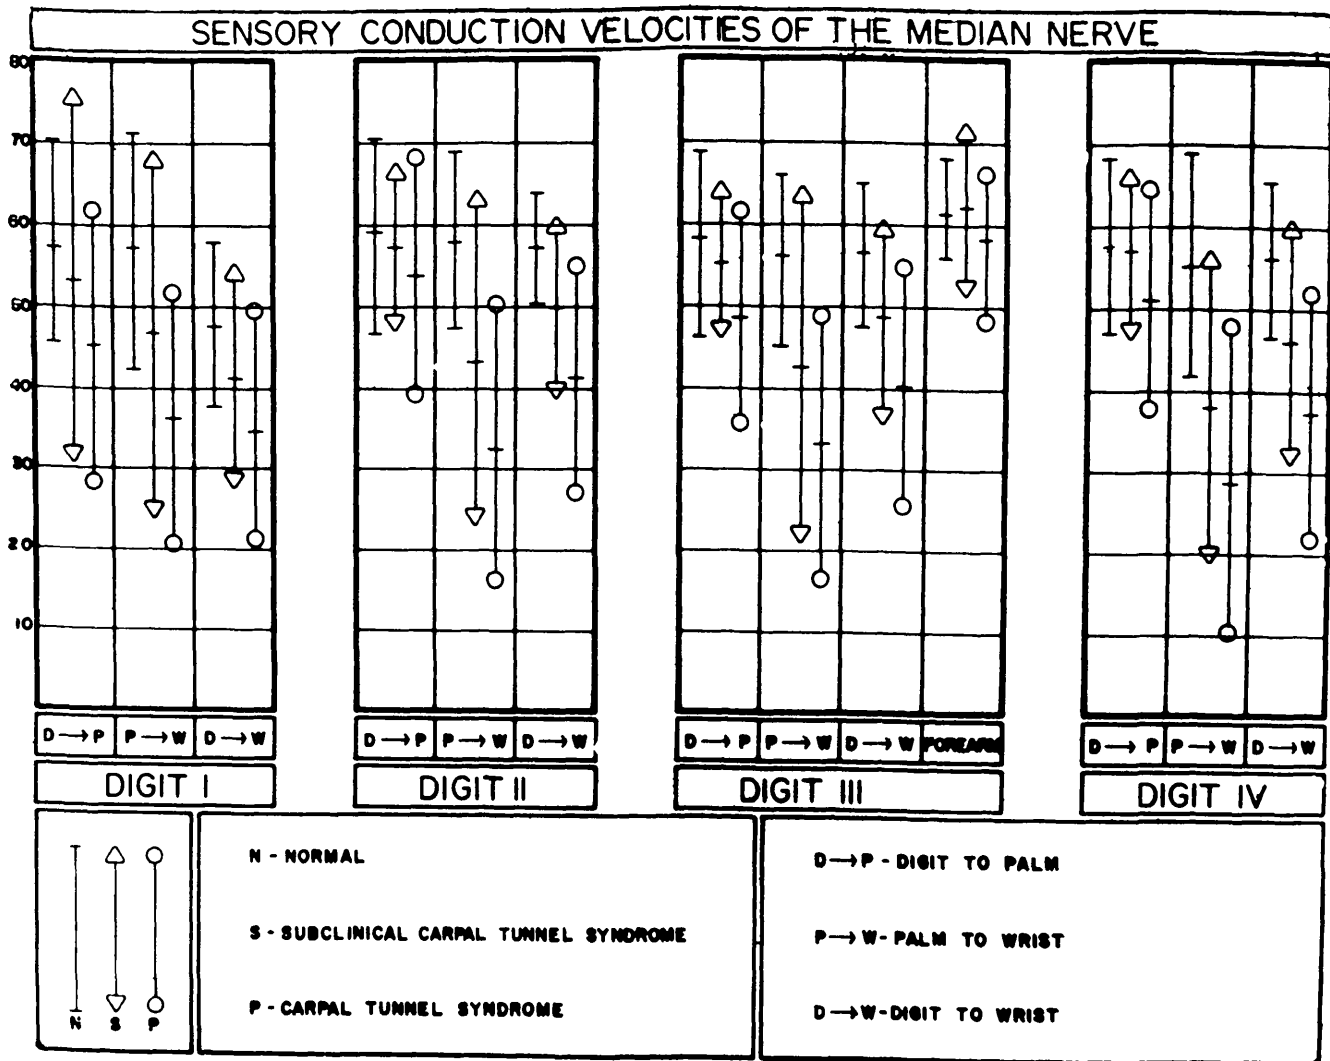 SENSORY CONDUCTION VELOCITIES OF THE MEDIAN NERVE
80
70
60
50
40
30
20
10
D→P P→W D→W
DIGIT I
D→P P→W D→W
DIGIT II
D→P P→W D→W FOREARM
DIGIT III
D→P P→W D→W
DIGIT IV
N S P
N - NORMAL
S - SUBCLINICAL CARPAL TUNNEL SYNDROME
P - CARPAL TUNNEL SYNDROME
D→P - DIGIT TO PALM
P→W - PALM TO WRIST
D→W - DIGIT TO WRIST